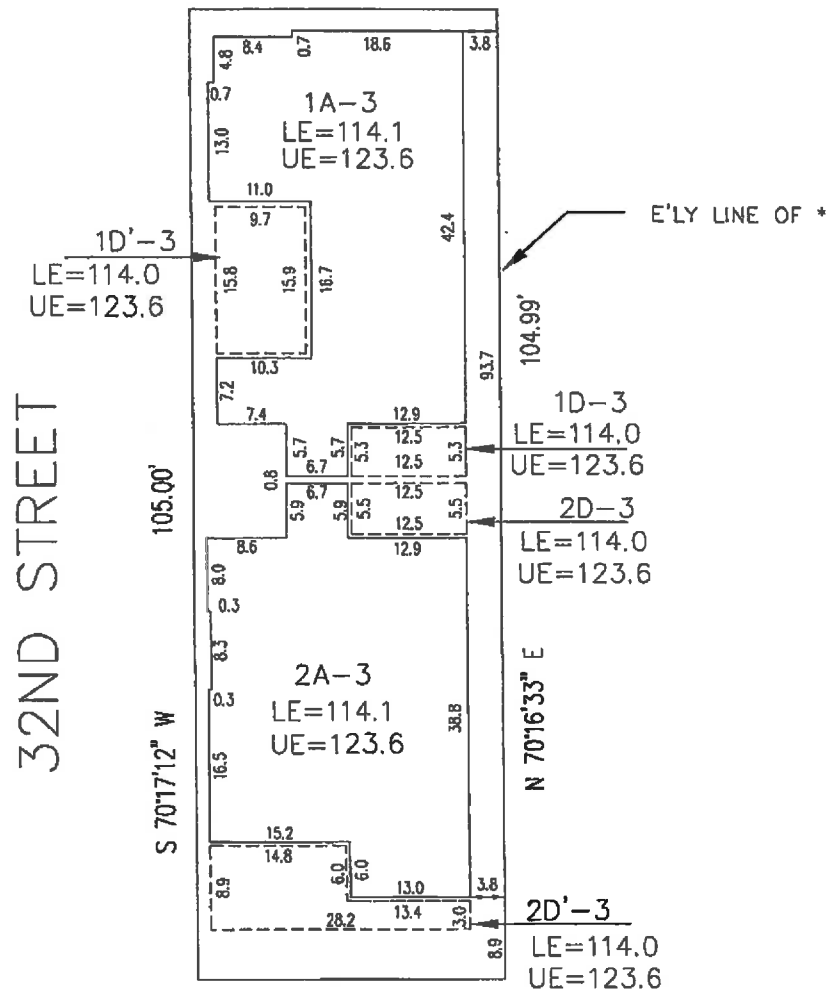 8.4
0.7
18.6
3.8
4.8
0.7
1A-3
LE=114.1
UE=123.6
13.0
11.0
9.7
42.4
E'LY LINE OF *
1D'-3
LE=114.0
UE=123.6
15.8
15.9
16.7
104.99'
10.3
93.7
7.2
7.4
12.9
1D-3
LE=114.0
UE=123.6
5.7
5.7
5.3
12.5
5.3
12.5
6.7
0.8
6.7
12.5
105.00'
5.9
5.9
5.5
5.5
12.5
2D-3
LE=114.0
UE=123.6
8.6
12.9
8.0
0.3
8.3
32ND STREET
2A-3
LE=114.1
UE=123.6
0.3
38.8
N 70°16'33" E
16.5
S 70°17'12" W
15.2
14.8
8.9
6.0
6.0
13.0
3.8
13.4
3.0
28.2
2D'-3
LE=114.0
UE=123.6
8.9